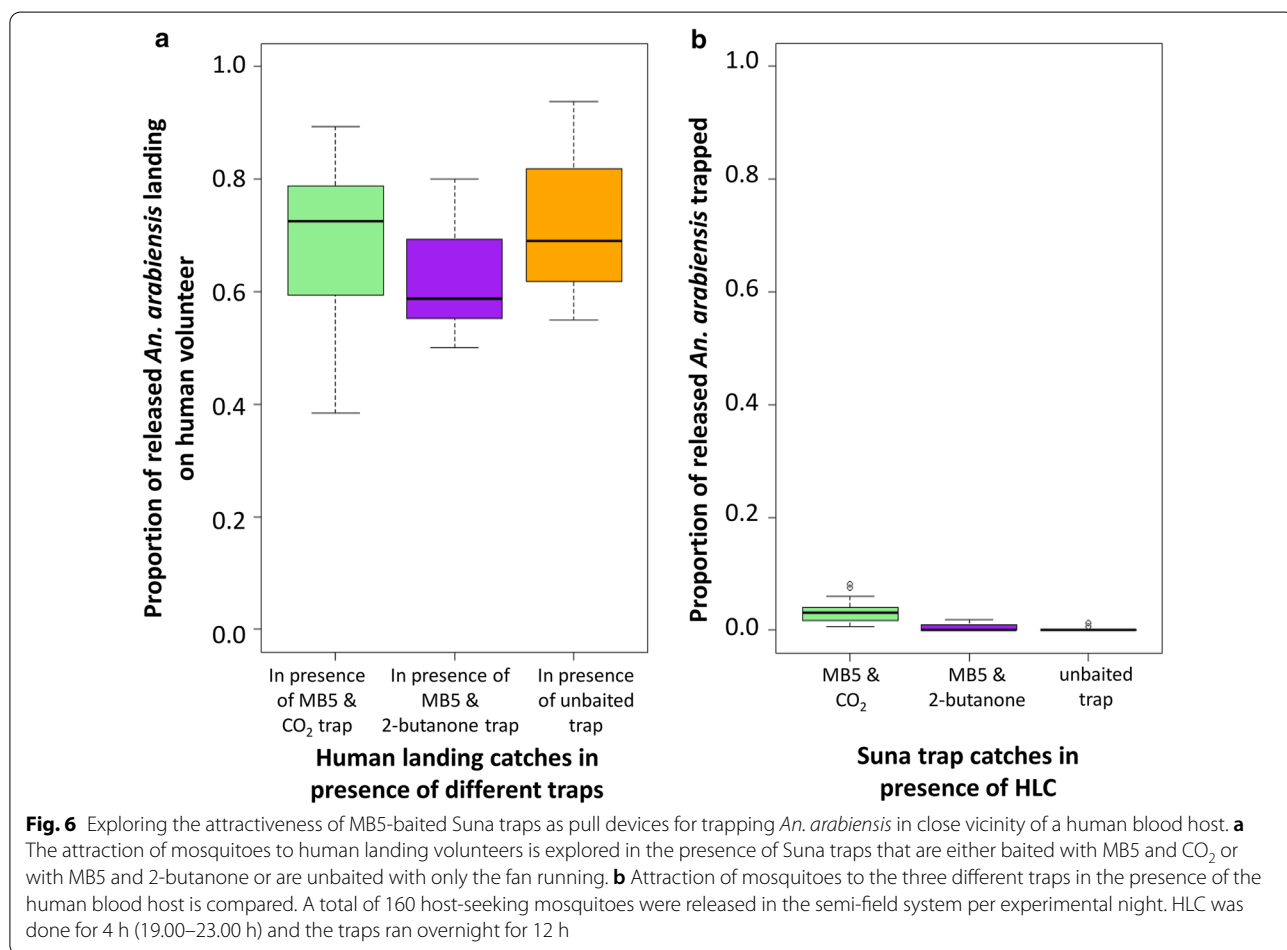 a
Proportion of released An. arabiensis landing
on human volunteer
1.0
0.8
0.6
0.4
0.2
0.0
In presence
of MB5 &
CO2 trap
In presence of
MB5 &
2-butanone trap
In presence
of unbaited
trap
Human landing catches in
presence of different traps
b
Proportion of released An. arabiensis trapped
1.0
0.8
0.6
0.4
0.2
0.0
MB5 &
CO2
MB5 &
2-butanone
unbaited
trap
Suna trap catches in
presence of HLC
Fig. 6 Exploring the attractiveness of MB5-baited Suna traps as pull devices for trapping An. arabiensis in close vicinity of a human blood host. a
The attraction of mosquitoes to human landing volunteers is explored in the presence of Suna traps that are either baited with MB5 and CO2 or
with MB5 and 2-butanone or are unbaited with only the fan running. b Attraction of mosquitoes to the three different traps in the presence of the
human blood host is compared. A total of 160 host-seeking mosquitoes were released in the semi-field system per experimental night. HLC was
done for 4 h (19.00–23.00 h) and the traps ran overnight for 12 h